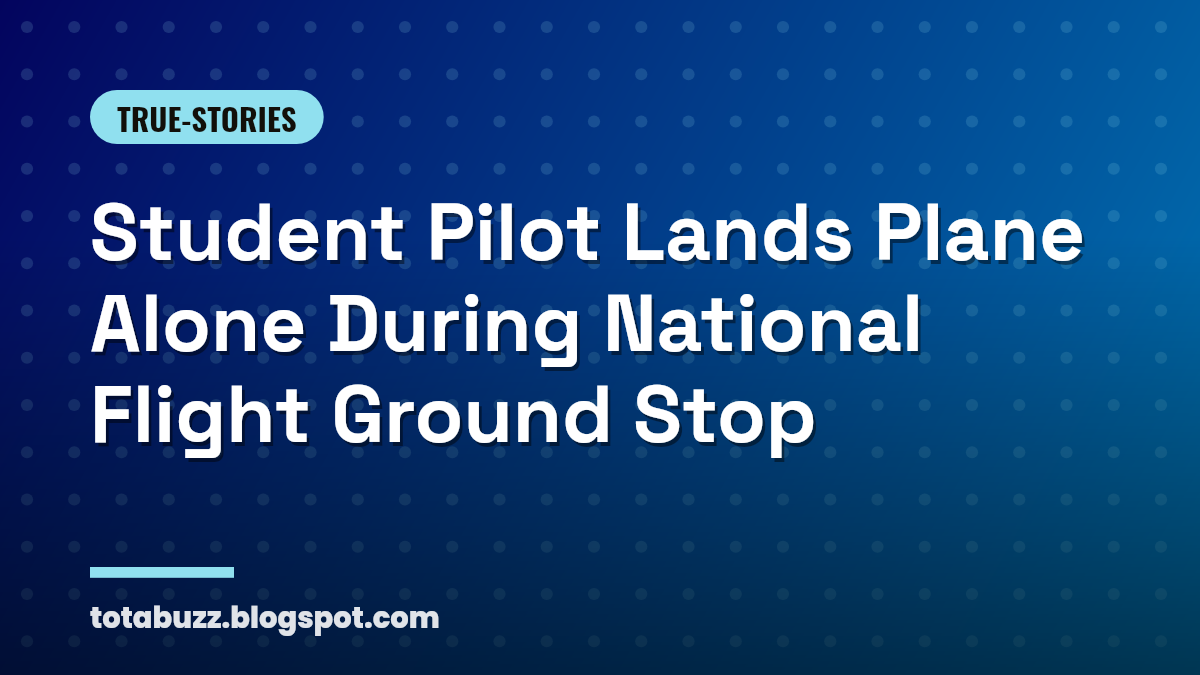 TRUE-STORIES
Student Pilot Lands Plane
Alone During National
Flight Ground Stop
totabuzz.blogspot.com